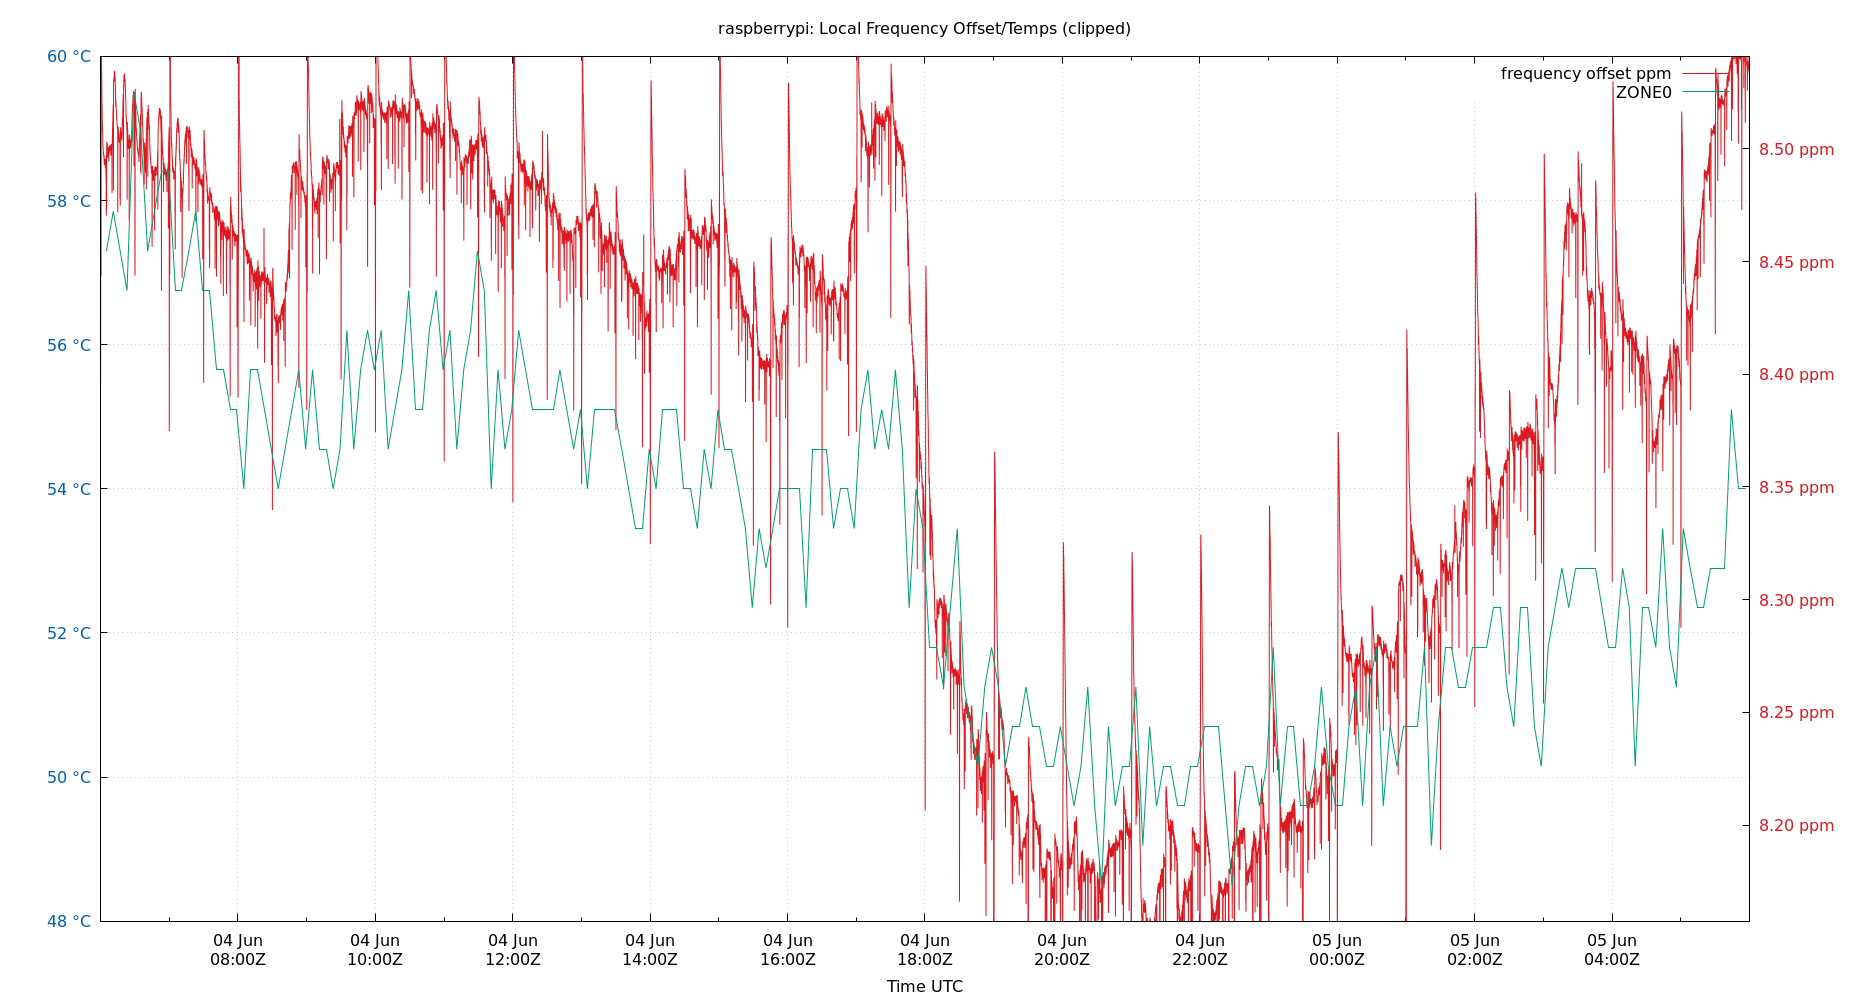 raspberrypi: Local Frequency Offset/Temps (clipped)
60 °C
58 °C
56 °C
54 °C
52 °C
50 °C
48 °C
frequency offset ppm
ZONE0
8.50 ppm
8.45 ppm
8.40 ppm
8.35 ppm
8.30 ppm
8.25 ppm
8.20 ppm
04 Jun 04 Jun 04 Jun 04 Jun 04 Jun 04 Jun 04 Jun 04 Jun 05 Jun 05 Jun 05 Jun
08:00Z 10:00Z 12:00Z 14:00Z 16:00Z 18:00Z 20:00Z 22:00Z 00:00Z 02:00Z 04:00Z
Time UTC